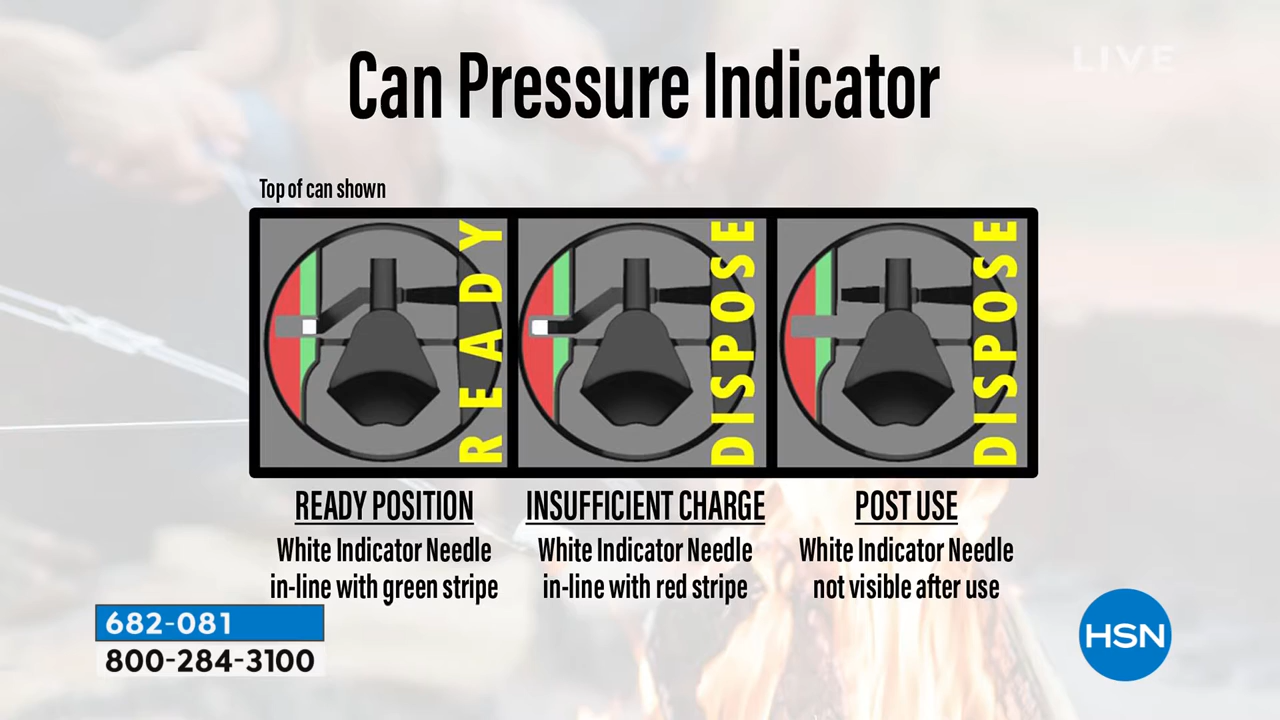 LIVE
Can Pressure Indicator
Top of can shown
READY
DISPOSE
DISPOSE
READY POSITION
White Indicator Needle
in-line with green stripe
INSUFFICIENT CHARGE
White Indicator Needle
in-line with red stripe
POST USE
White Indicator Needle
not visible after use
682-081
800-284-3100
HSN